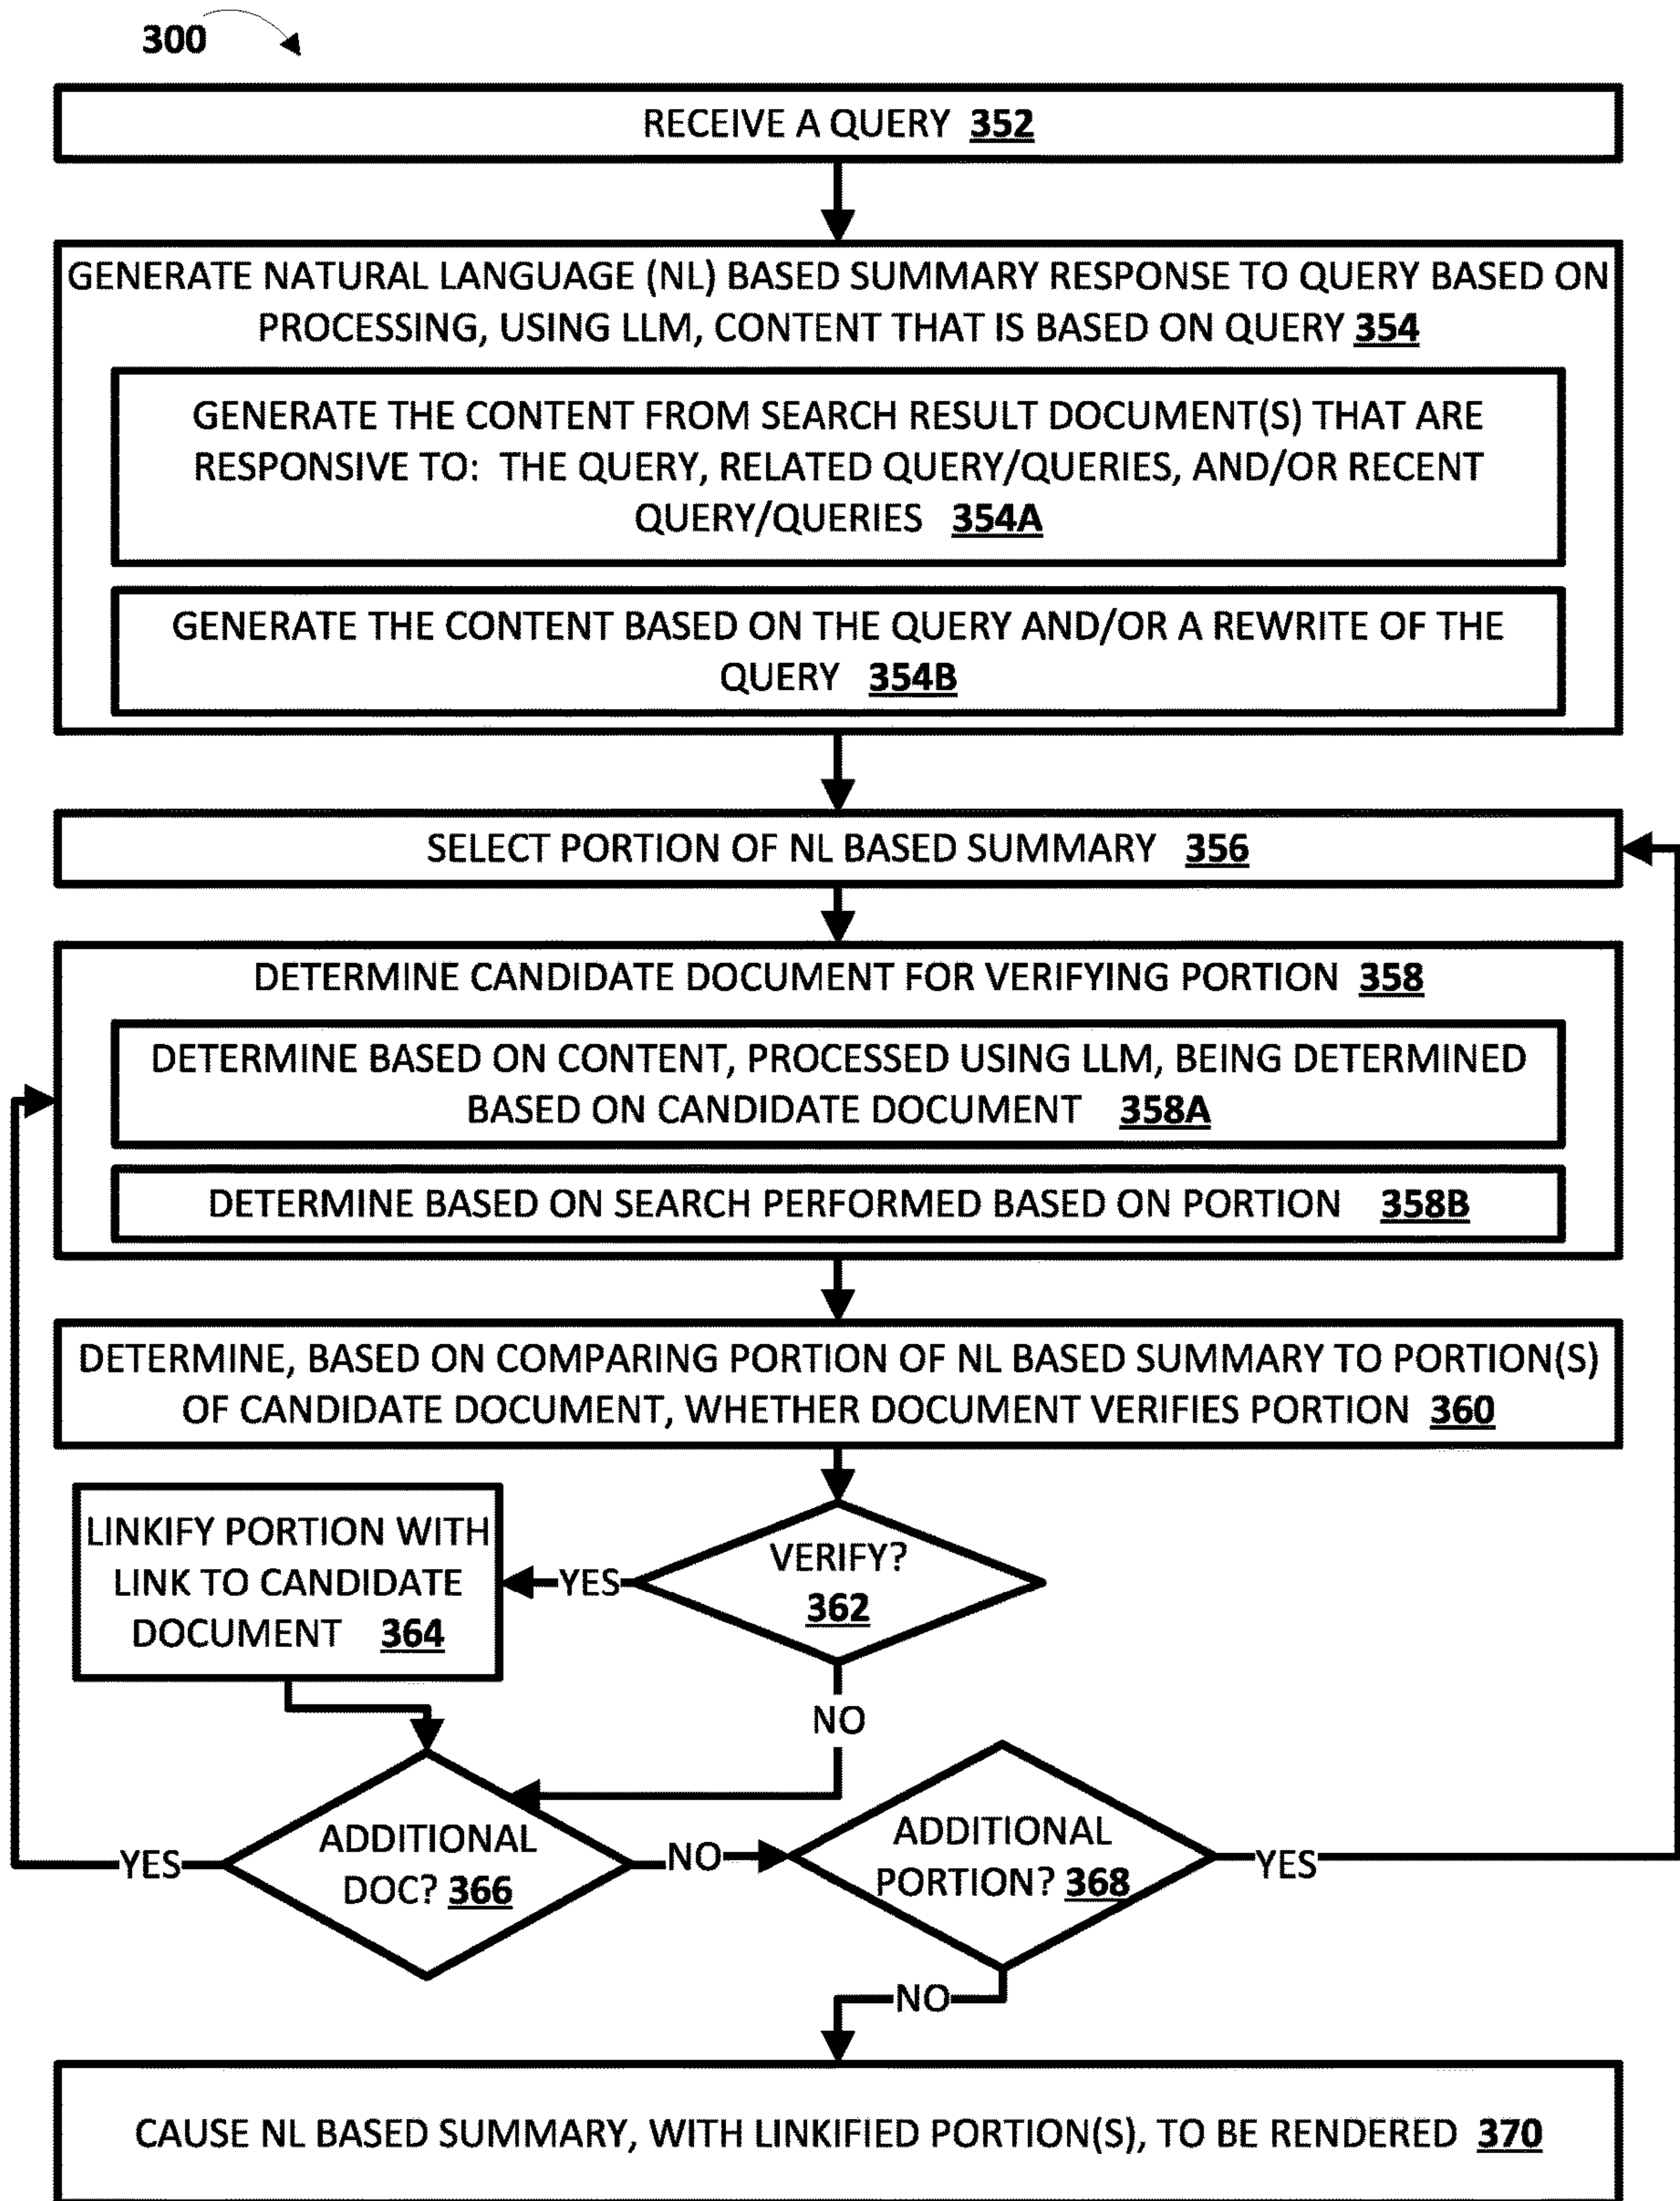 300
RECEIVE A QUERY 352
GENERATE NATURAL LANGUAGE (NL) BASED SUMMARY RESPONSE TO QUERY BASED ON
PROCESSING, USING LLM, CONTENT THAT IS BASED ON QUERY 354
GENERATE THE CONTENT FROM SEARCH RESULT DOCUMENT(S) THAT ARE
RESPONSIVE TO: THE QUERY, RELATED QUERY/QUERIES, AND/OR RECENT
QUERY/QUERIES 354A
GENERATE THE CONTENT BASED ON THE QUERY AND/OR A REWRITE OF THE
QUERY 354B
SELECT PORTION OF NL BASED SUMMARY 356
DETERMINE CANDIDATE DOCUMENT FOR VERIFYING PORTION 358
DETERMINE BASED ON CONTENT, PROCESSED USING LLM, BEING DETERMINED
BASED ON CANDIDATE DOCUMENT 358A
DETERMINE BASED ON SEARCH PERFORMED BASED ON PORTION 358B
DETERMINE, BASED ON COMPARING PORTION OF NL BASED SUMMARY TO PORTION(S)
OF CANDIDATE DOCUMENT, WHETHER DOCUMENT VERIFIES PORTION 360
VERIFY?
362
YES
LINKIFY PORTION WITH
LINK TO CANDIDATE
DOCUMENT 364
NO
ADDITIONAL
DOC? 366
YES
NO
ADDITIONAL
PORTION? 368
YES
NO
CAUSE NL BASED SUMMARY, WITH LINKIFIED PORTION(S), TO BE RENDERED 370